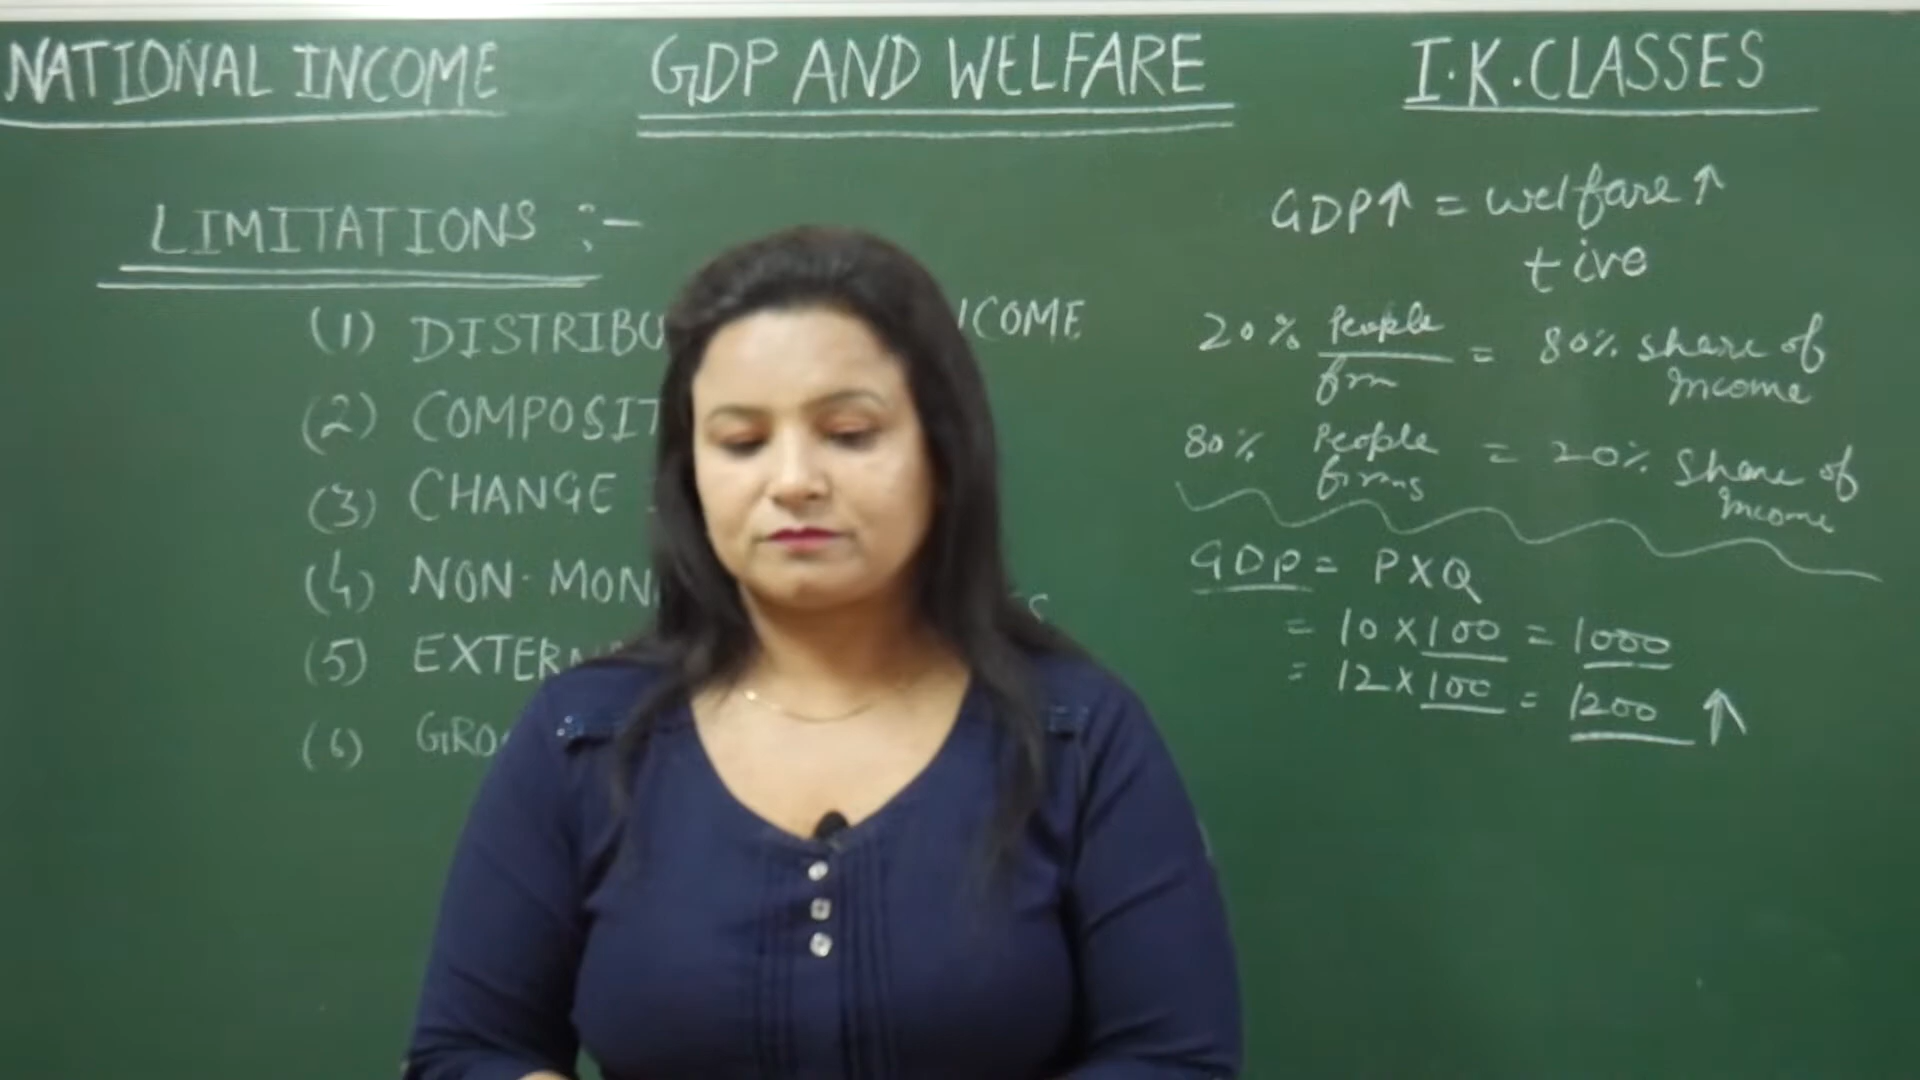 NATIONAL INCOME
GDP AND WELFARE
I.K.CLASSES
LIMITATIONS :-
(1) DISTRIBU COME
(2) COMPOSIT
(3) CHANGE
(4) NON-MON S
(5) EXTERN
(6) GRO
GDP↑ = welfare ↑
+ive
20% People = 80% share of
firm Income
80% People = 20% Share of
firms Income
GDP = P X Q
= 10 X 100 = 1000
= 12 X 100 = 1200 ↑